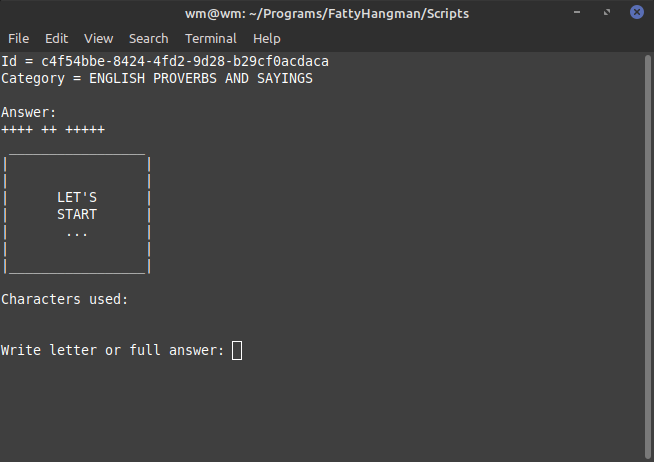 wm@wm: ~/Programs/FattyHangman/Scripts
File Edit View Search Terminal Help
Id = c4f54bbe-8424-4fd2-9d28-b29cf0acdaca
Category = ENGLISH PROVERBS AND SAYINGS
Answer:
++++ ++ +++++
LET'S
START
...
Characters used:
Write letter or full answer: